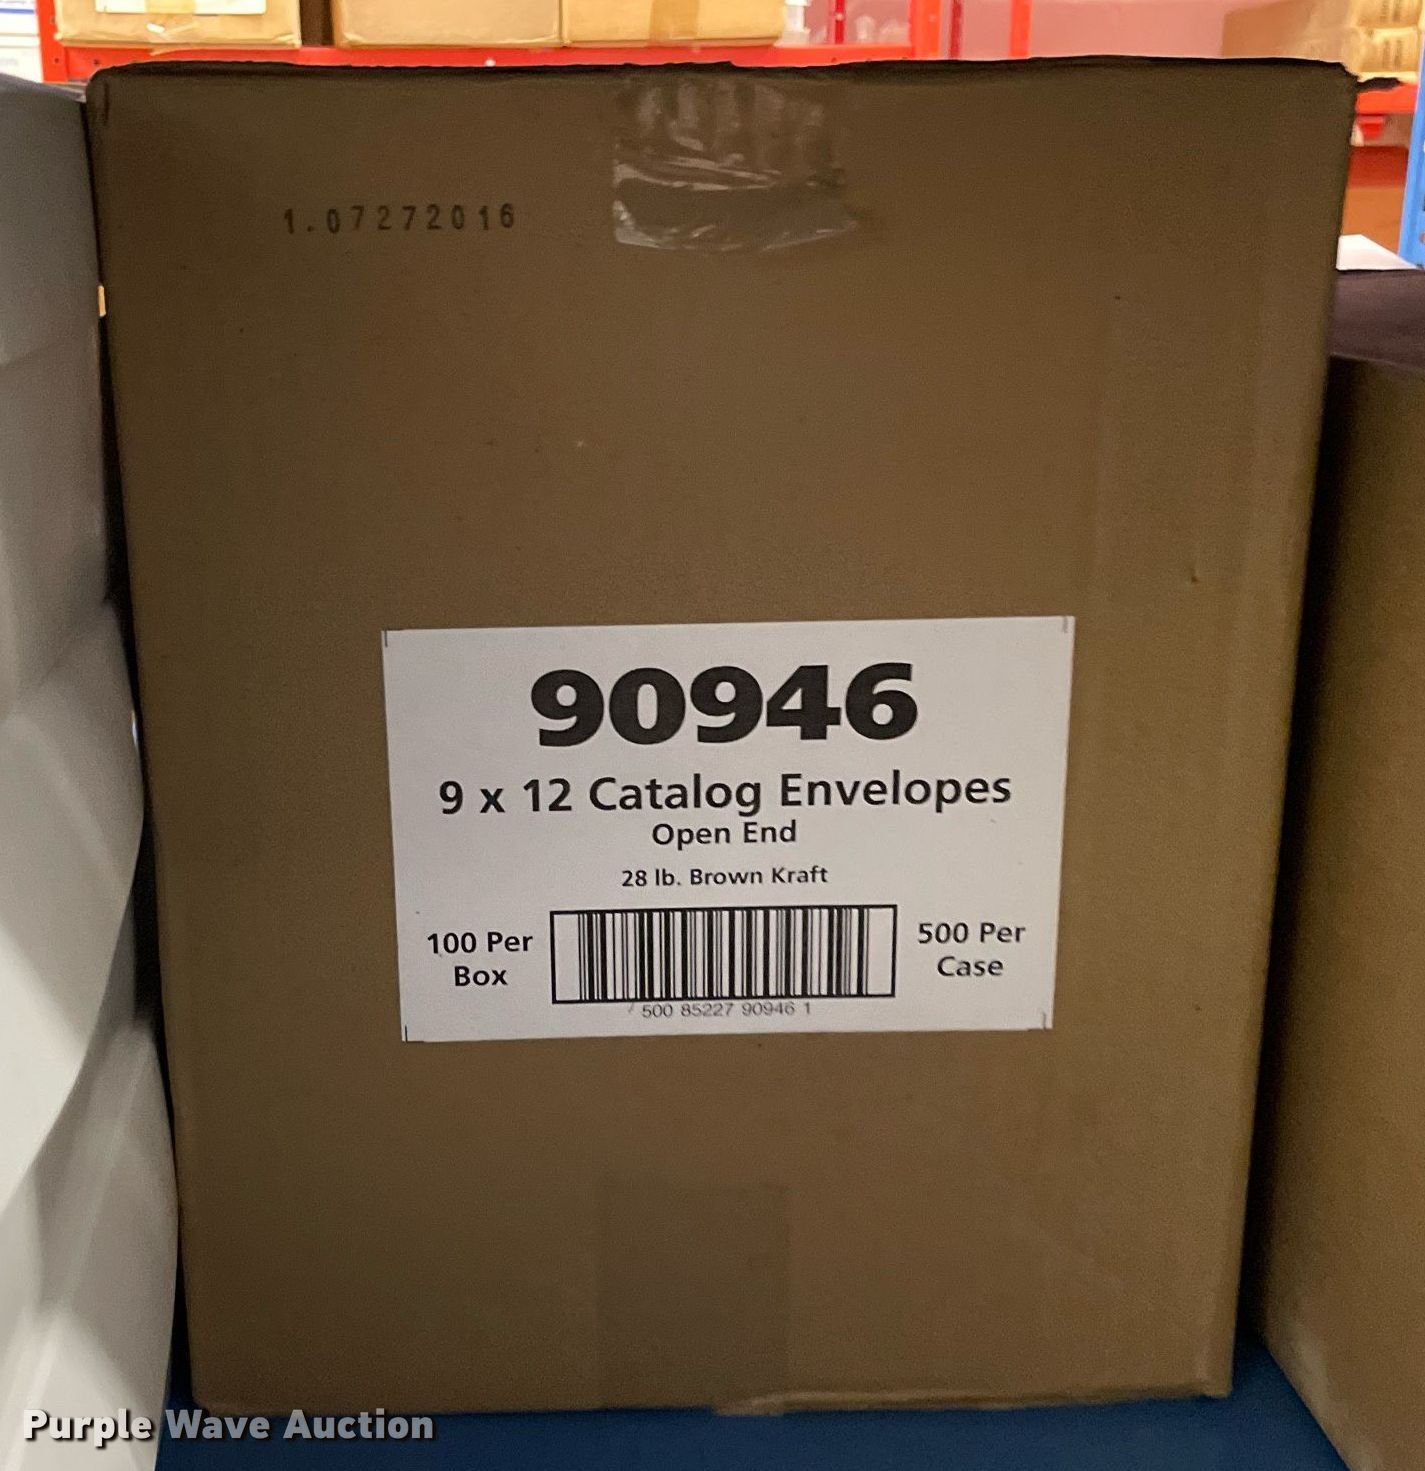 1.07272016
90946
9 x 12 Catalog Envelopes
Open End
28 lb. Brown Kraft
100 Per
Box
500 Per
Case
500 85227 90946 1
Purple Wave Auction